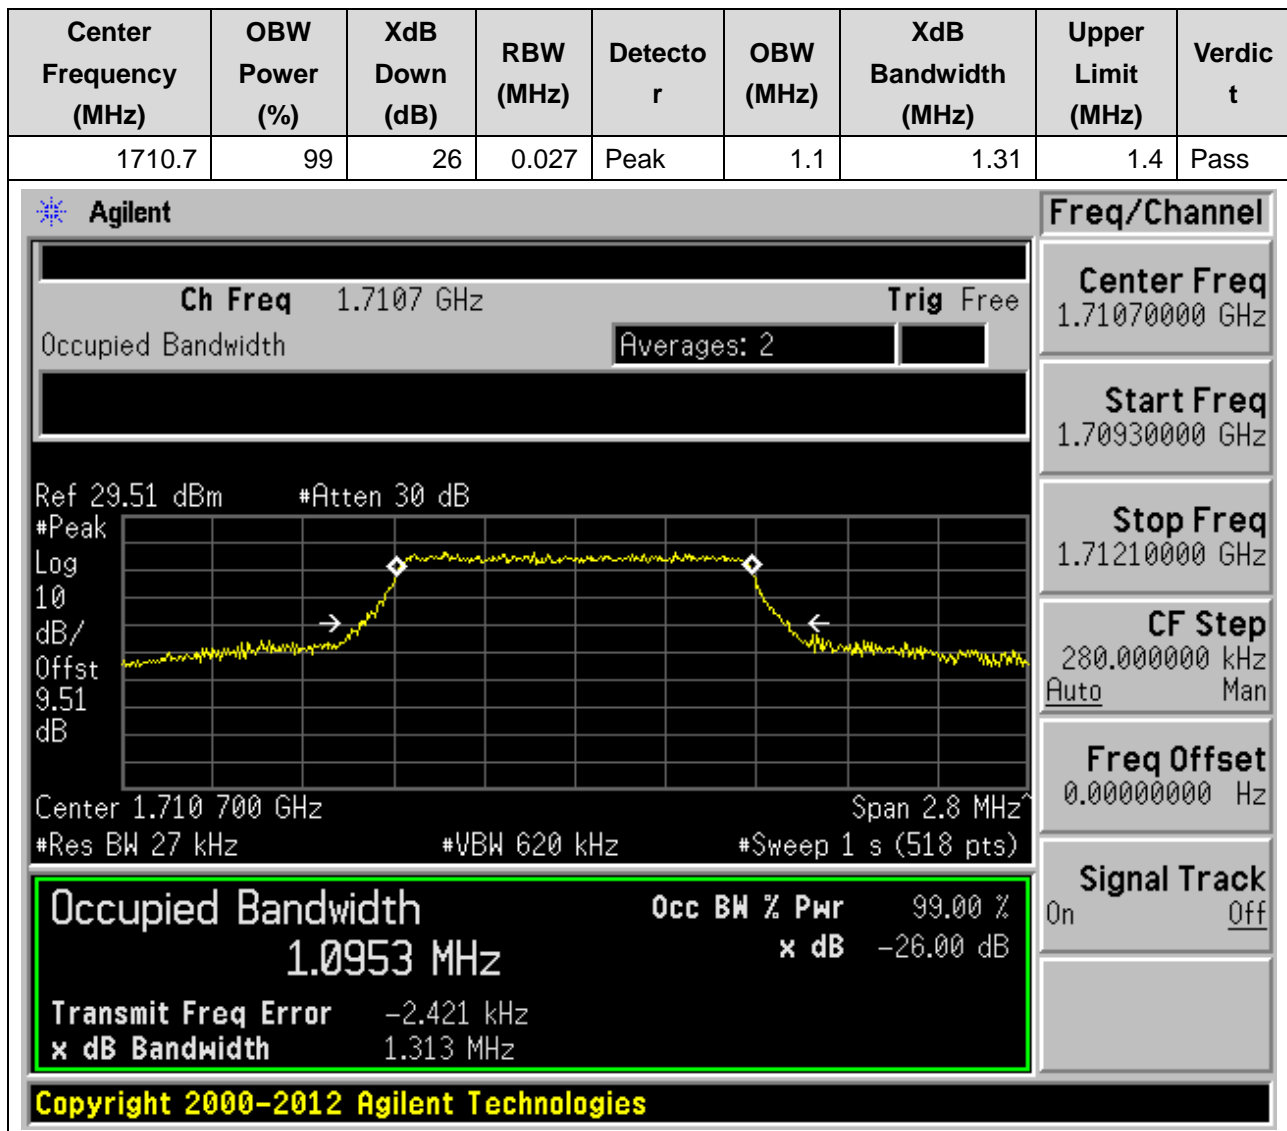 Center Frequency (MHz) OBW Power (%) XdB Down (dB) RBW (MHz) Detecto r OBW (MHz) XdB Bandwidth (MHz) Upper Limit (MHz) Verdic t
1710.7 99 26 0.027 Peak 1.1 1.31 1.4 Pass
Agilent
Freq/Channel
Ch Freq 1.7107 GHz Trig Free
Occupied Bandwidth Averages: 2
Center Freq
1.71070000 GHz
Start Freq
1.70930000 GHz
Stop Freq
1.71210000 GHz
CF Step
280.000000 kHz
Auto Man
Freq Offset
0.00000000 Hz
Signal Track
On Off
Ref 29.51 dBm #Atten 30 dB
#Peak
Log
10
dB/
Offst
9.51
dB
Center 1.710 700 GHz Span 2.8 MHz^
#Res BW 27 kHz #VBW 620 kHz #Sweep 1 s (518 pts)
Occupied Bandwidth Occ BW % Pwr 99.00 %
1.0953 MHz x dB -26.00 dB
Transmit Freq Error -2.421 kHz
x dB Bandwidth 1.313 MHz
Copyright 2000-2012 Agilent Technologies